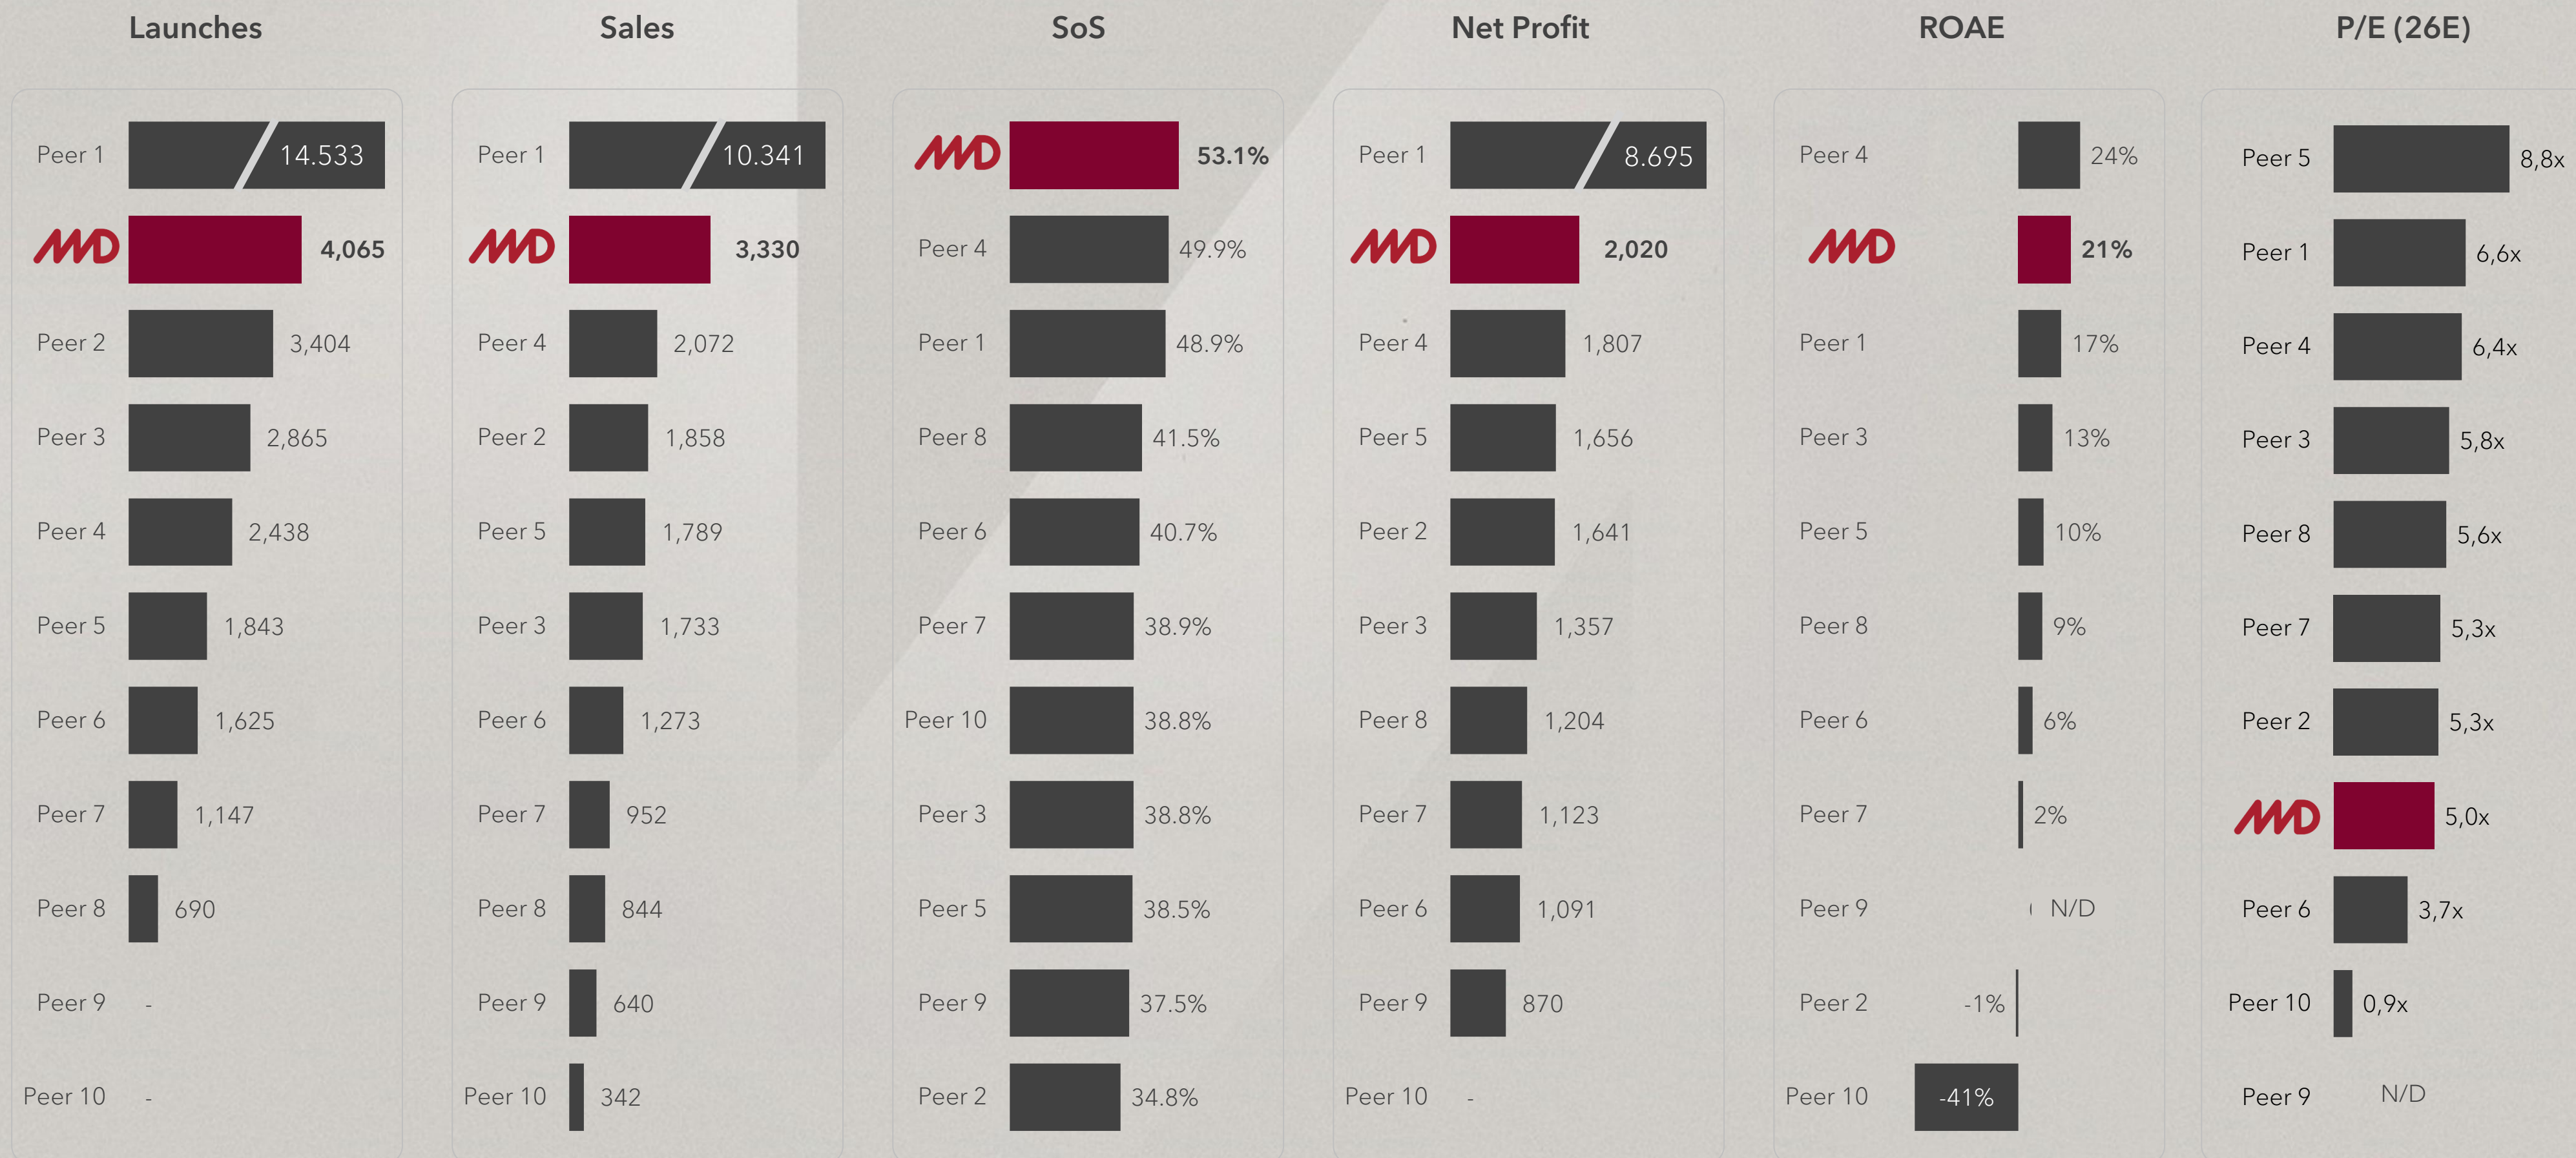 Launches
Peer 1 14.533
MD 4,065
Peer 2 3,404
Peer 3 2,865
Peer 4 2,438
Peer 5 1,843
Peer 6 1,625
Peer 7 1,147
Peer 8 690
Peer 9 -
Peer 10 -
Sales
Peer 1 10.341
MD 3,330
Peer 4 2,072
Peer 2 1,858
Peer 5 1,789
Peer 3 1,733
Peer 6 1,273
Peer 7 952
Peer 8 844
Peer 9 640
Peer 10 342
SoS
MD 53.1%
Peer 4 49.9%
Peer 1 48.9%
Peer 8 41.5%
Peer 6 40.7%
Peer 7 38.9%
Peer 10 38.8%
Peer 3 38.8%
Peer 5 38.5%
Peer 9 37.5%
Peer 2 34.8%
Net Profit
Peer 1 8.695
MD 2,020
Peer 4 1,807
Peer 5 1,656
Peer 2 1,641
Peer 3 1,357
Peer 8 1,204
Peer 7 1,123
Peer 6 1,091
Peer 9 870
Peer 10 -
ROAE
Peer 4 24%
MD 21%
Peer 1 17%
Peer 3 13%
Peer 5 10%
Peer 8 9%
Peer 6 6%
Peer 7 2%
Peer 9 ( N/D
Peer 2 -1%
Peer 10 -41%
P/E (26E)
Peer 5 8,8x
Peer 1 6,6x
Peer 4 6,4x
Peer 3 5,8x
Peer 8 5,6x
Peer 7 5,3x
Peer 2 5,3x
MD 5,0x
Peer 6 3,7x
Peer 10 0,9x
Peer 9 N/D